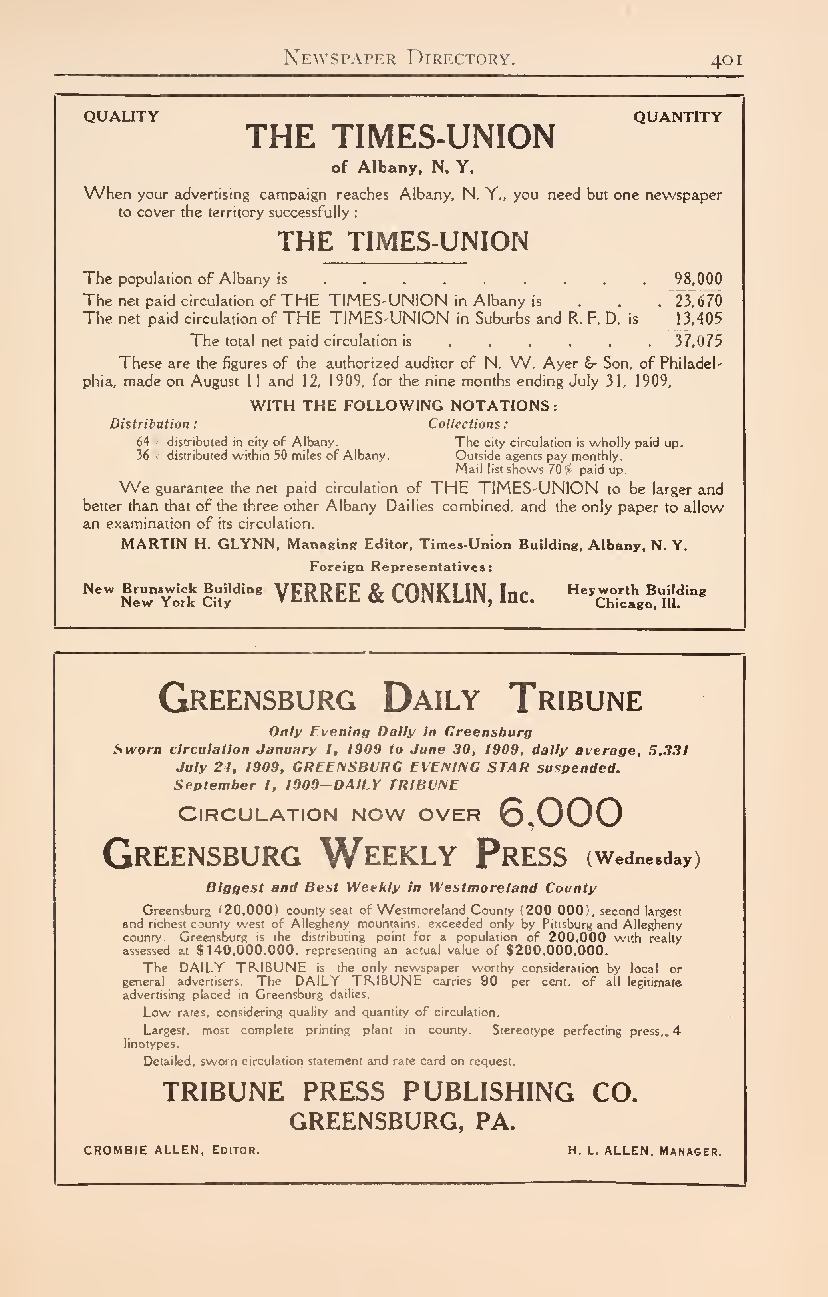 NEWSPAPER DIRECTORY. 401
QUALITY QUANTITY
THE TIMES-UNION
of Albany, N. Y.
When your advertising campaign reaches Albany, N. Y., you need but one newspaper
to cover the territory successfully:
THE TIMES-UNION
The population of Albany is . . . . . . . . . 98,000
The net paid circulation of THE TIMES-UNION in Albany is . . . 23,670
The net paid circulation of THE TIMES-UNION in Suburbs and R. F. D. is 13,405
The total net paid circulation is . . . . . . 37,075
These are the figures of the authorized auditor of N. W. Ayer & Son, of Philadel-
phia, made on August 11 and 12, 1909, for the nine months ending July 31, 1909,
WITH THE FOLLOWING NOTATIONS:
Distribution: Collections:
64 distributed in city of Albany. The city circulation is wholly paid up.
36 distributed within 50 miles of Albany. Outside agents pay monthly.
Mail list shows 70% paid up.
We guarantee the net paid circulation of THE TIMES-UNION to be larger and
better than that of the three other Albany Dailies combined, and the only paper to allow
an examination of its circulation.
MARTIN H. GLYNN, Managing Editor, Times-Union Building, Albany, N. Y.
Foreign Representatives:
New Brunswick Building VERREE & CONKLIN, Inc. Heyworth Building
New York City Chicago, Ill.
GREENSBURG DAILY TRIBUNE
Only Evening Daily in Greensburg
Sworn circulation January 1, 1909 to June 30, 1909, daily average, 5,331
July 24, 1909, GREENSBURG EVENING STAR suspended.
September 1, 1909—DAILY TRIBUNE
CIRCULATION NOW OVER 6,000
GREENSBURG WEEKLY PRESS (Wednesday)
Biggest and Best Weekly in Westmoreland County
Greensburg (20,000) county seat of Westmoreland County (200 000), second largest
and richest county west of Allegheny mountains, exceeded only by Pittsburg and Allegheny
county. Greensburg is the distributing point for a population of 200,000 with realty
assessed at $140,000,000, representing an actual value of $200,000,000.
The DAILY TRIBUNE is the only newspaper worthy consideration by local or
general advertisers. The DAILY TRIBUNE carries 90 per cent. of all legitimate
advertising placed in Greensburg dailies.
Low rates, considering quality and quantity of circulation.
Largest, most complete printing plant in county. Stereotype perfecting press,. 4
linotypes.
Detailed, sworn circulation statement and rate card on request.
TRIBUNE PRESS PUBLISHING CO.
GREENSBURG, PA.
CROMBIE ALLEN, EDITOR. H. L. ALLEN, MANAGER.